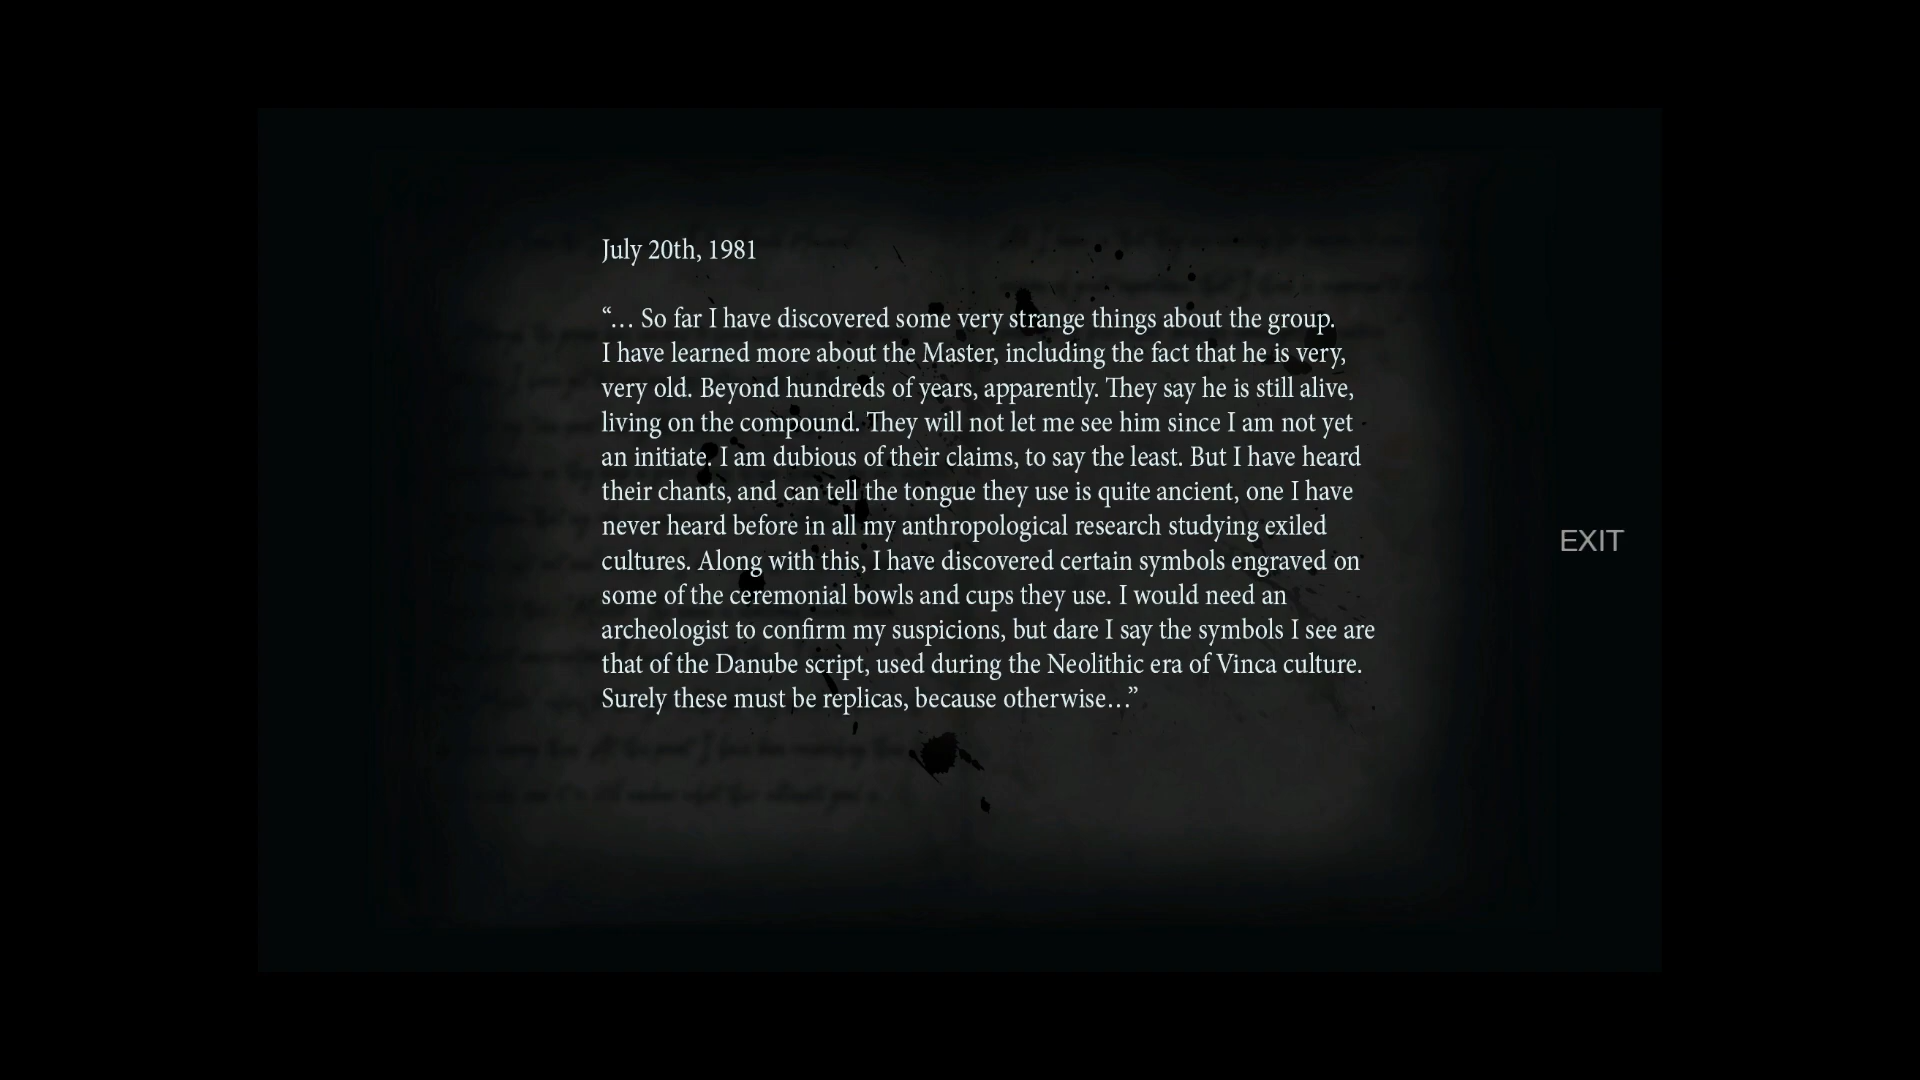 July 20th, 1981
“… So far I have discovered some very strange things about the group.
I have learned more about the Master, including the fact that he is very,
very old. Beyond hundreds of years, apparently. They say he is still alive,
living on the compound. They will not let me see him since I am not yet
an initiate. I am dubious of their claims, to say the least. But I have heard
their chants, and can tell the tongue they use is quite ancient, one I have
never heard before in all my anthropological research studying exiled
cultures. Along with this, I have discovered certain symbols engraved on
some of the ceremonial bowls and cups they use. I would need an
archeologist to confirm my suspicions, but dare I say the symbols I see are
that of the Danube script, used during the Neolithic era of Vinca culture.
Surely these must be replicas, because otherwise…”
EXIT